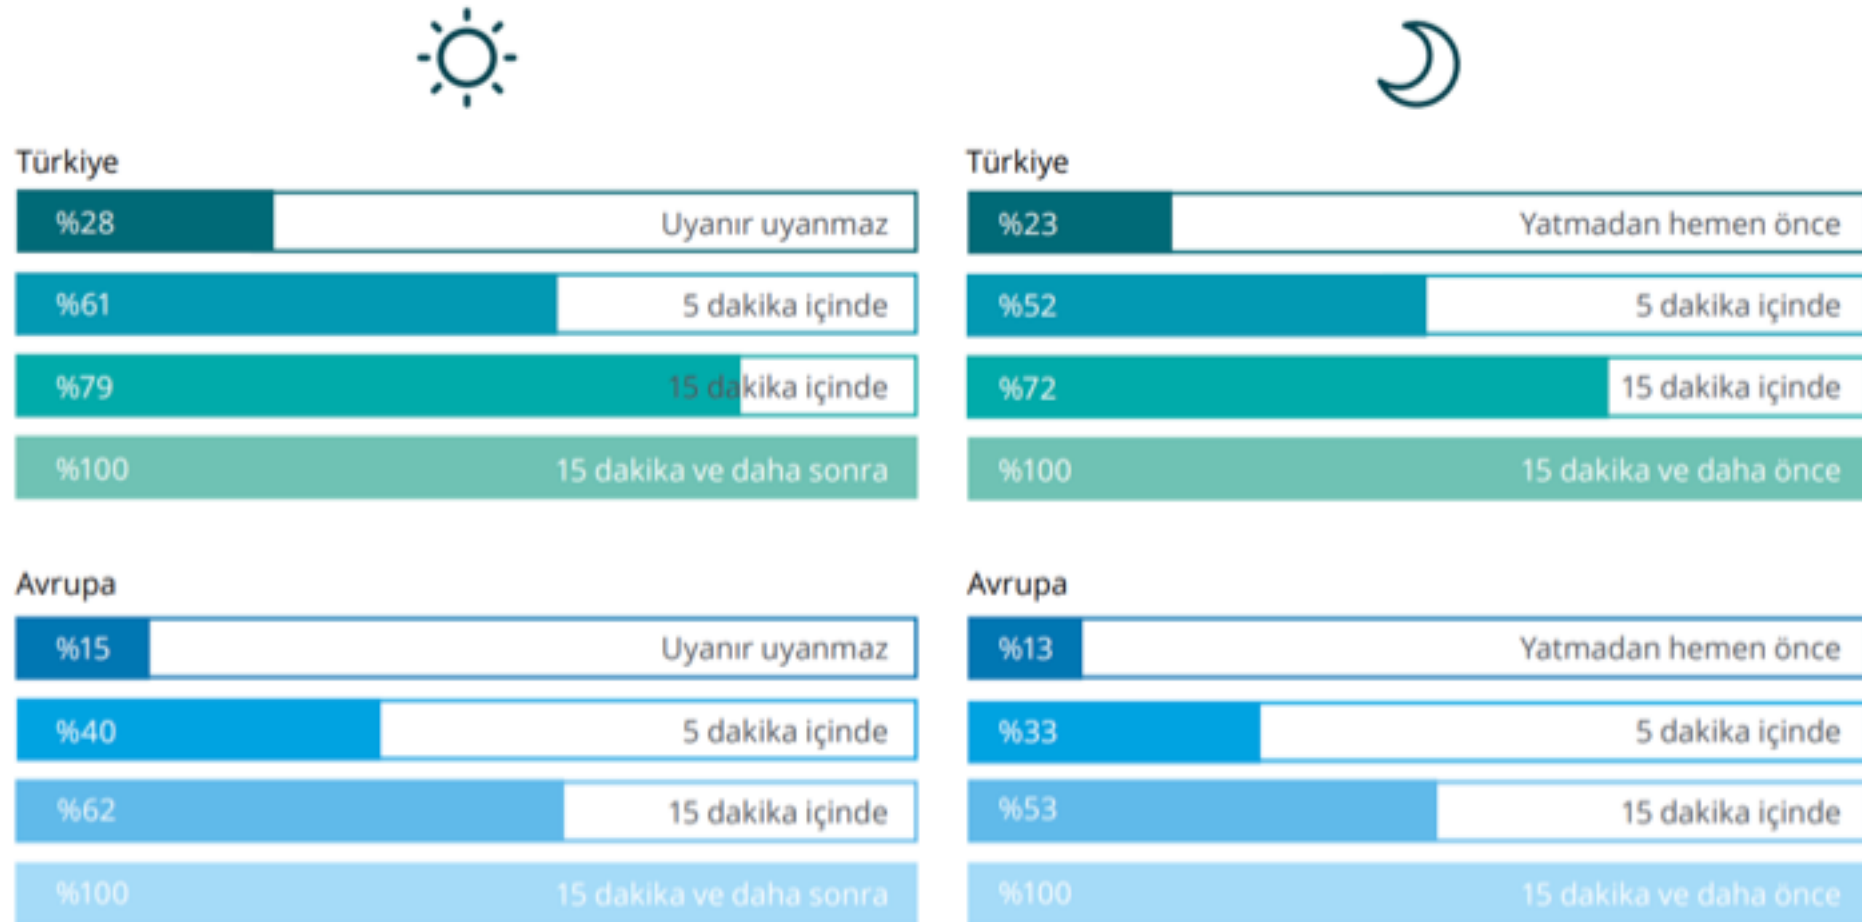 Türkiye
%28 Uyanır uyanmaz
%61 5 dakika içinde
%79 15 dakika içinde
%100 15 dakika ve daha sonra
Avrupa
%15 Uyanır uyanmaz
%40 5 dakika içinde
%62 15 dakika içinde
%100 15 dakika ve daha sonra
Türkiye
%23 Yatmadan hemen önce
%52 5 dakika içinde
%72 15 dakika içinde
%100 15 dakika ve daha önce
Avrupa
%13 Yatmadan hemen önce
%33 5 dakika içinde
%53 15 dakika içinde
%100 15 dakika ve daha önce